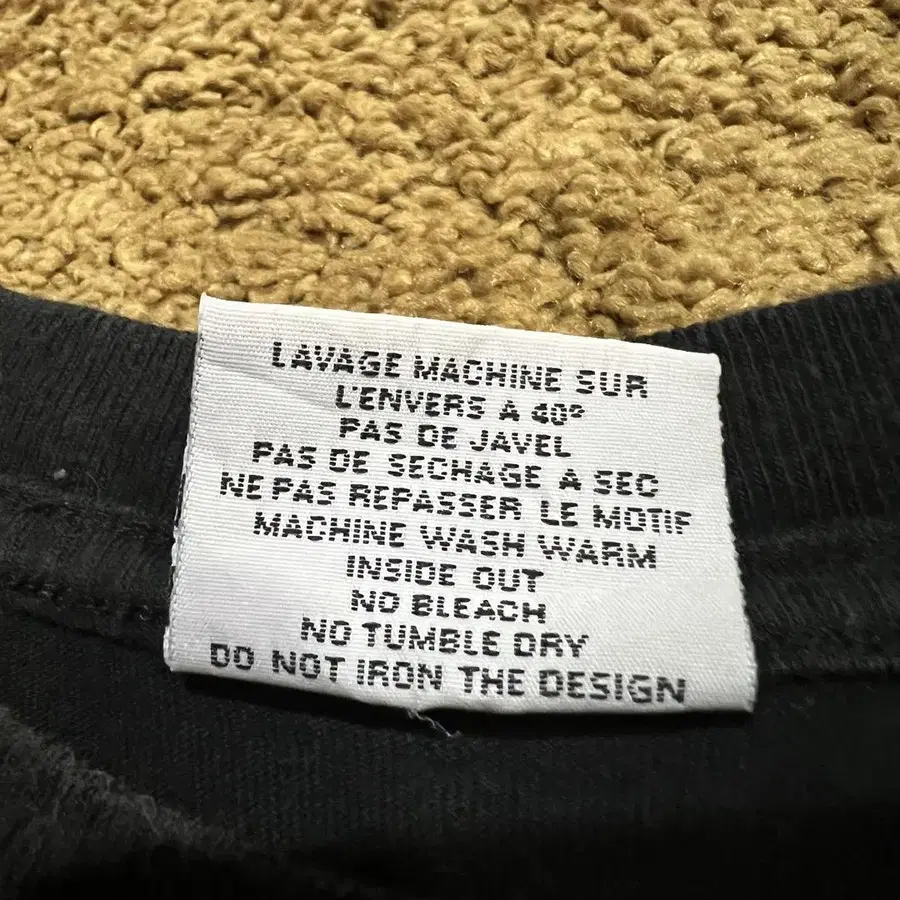 LAVAGE MACHINE SUR
L'ENVERS A 40º
PAS DE JAVEL
PAS DE SECHAGE A SEC
NE PAS REPASSER LE MOTIF
MACHINE WASH WARM
INSIDE OUT
NO BLEACH
NO TUMBLE DRY
DO NOT IRON THE DESIGN